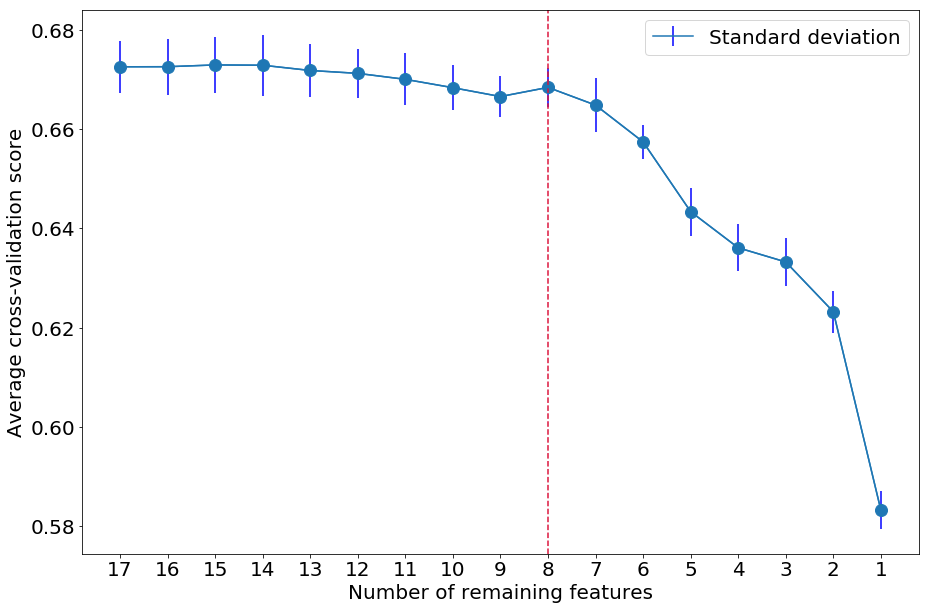 Standard deviation
Average cross-validation score
0.68
0.66
0.64
0.62
0.60
0.58
17 16 15 14 13 12 11 10 9 8 7 6 5 4 3 2 1
Number of remaining features